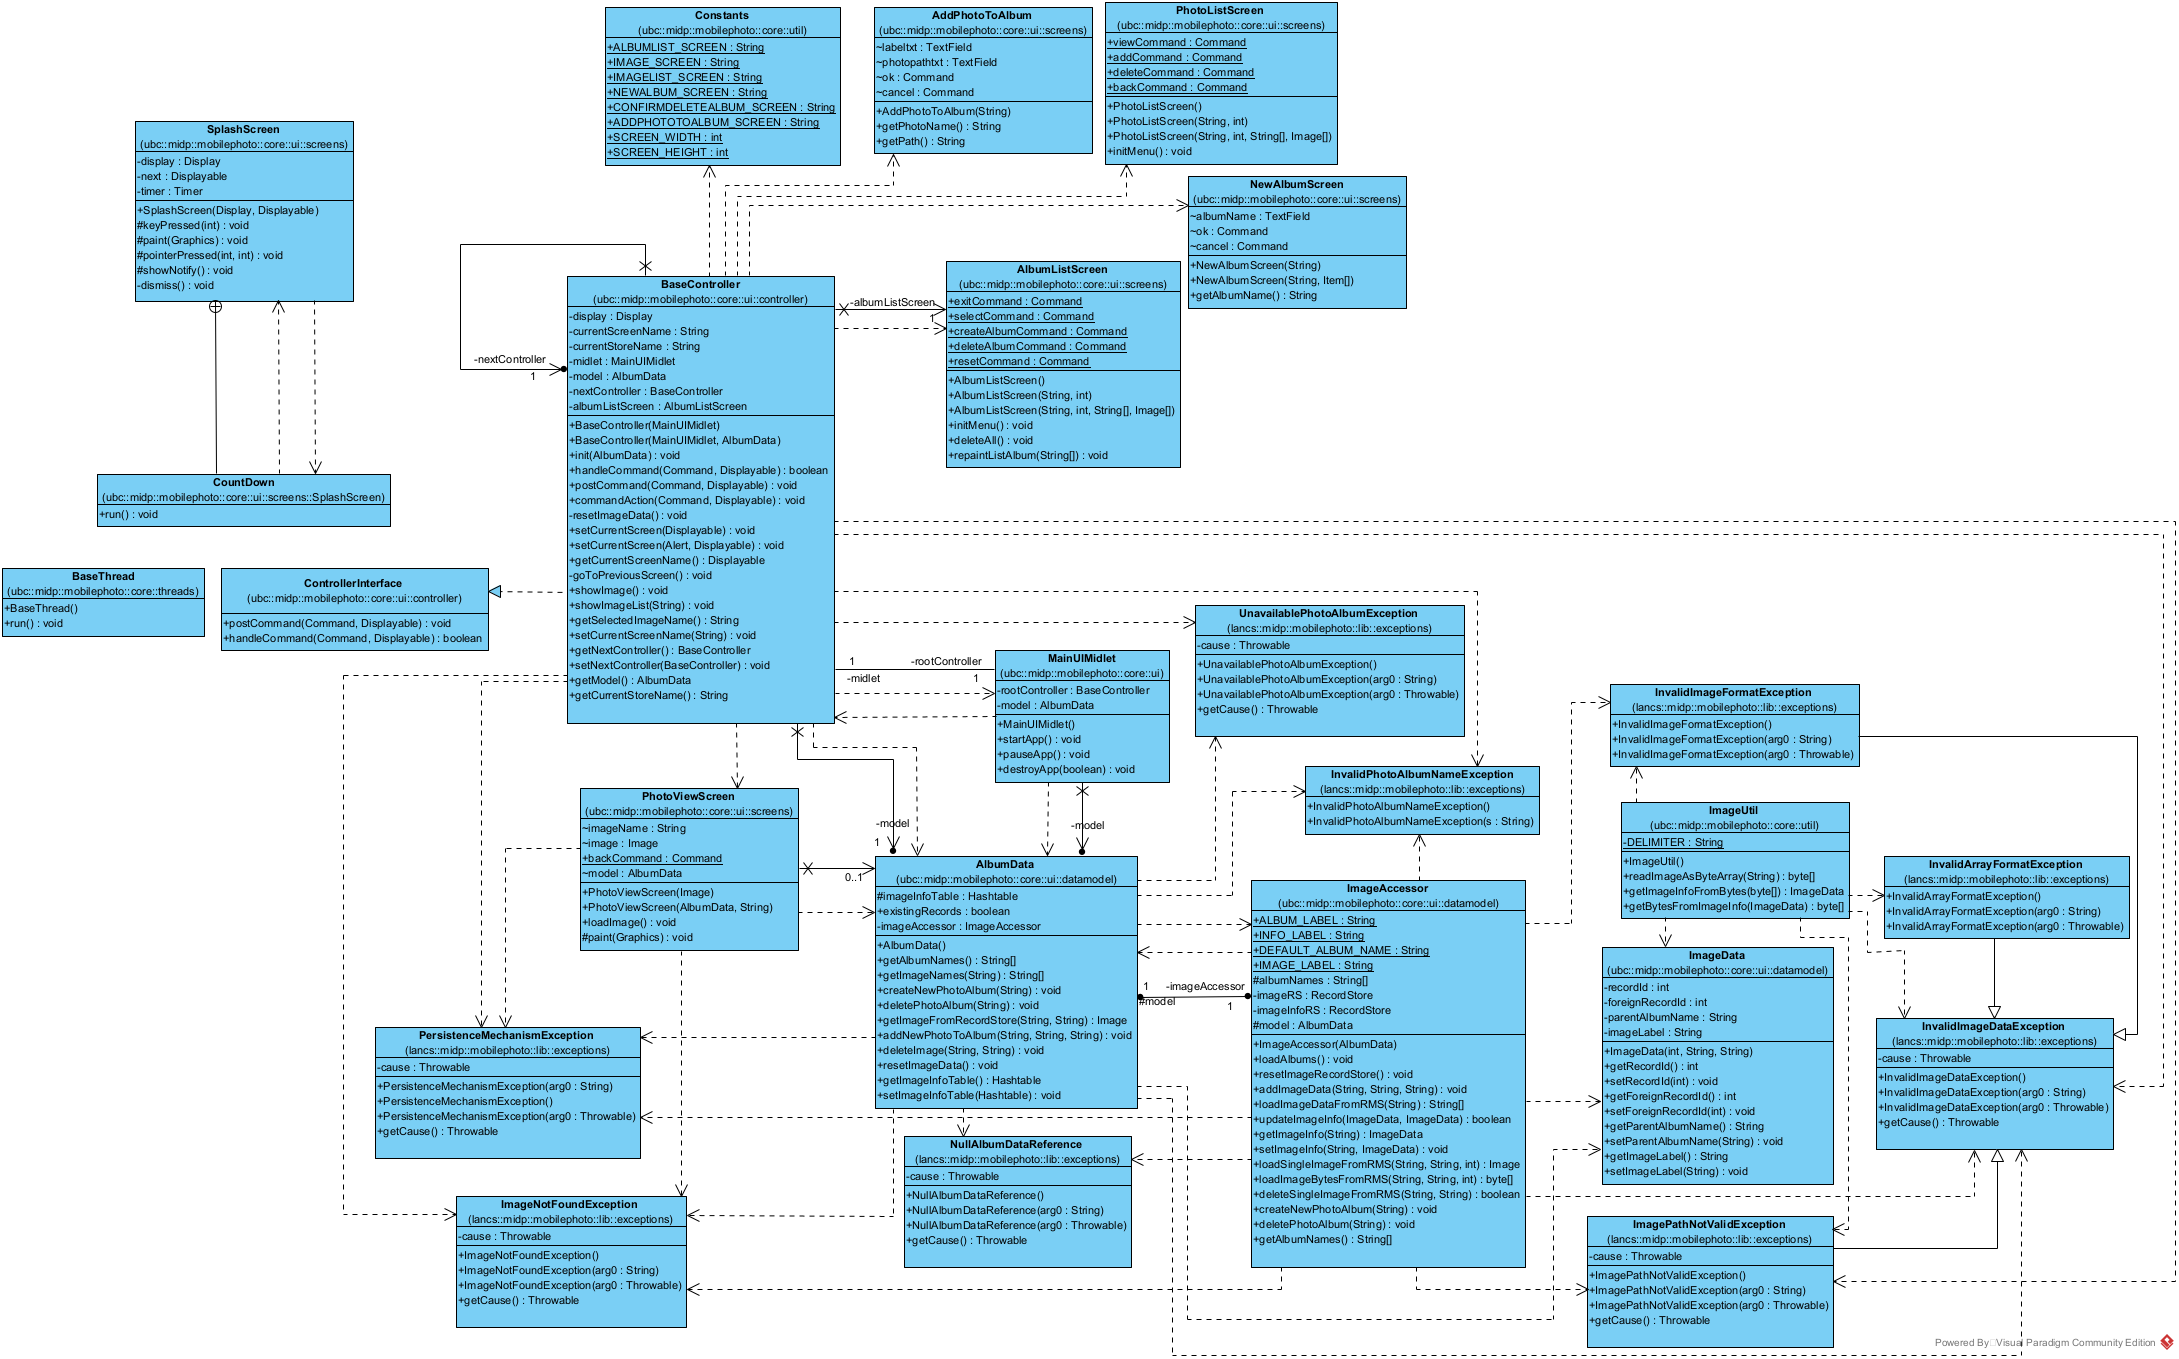 Constants
(ubc::midp::mobilephoto::core::util)
+ALBUMLIST_SCREEN : String
+IMAGE_SCREEN : String
+IMAGELIST_SCREEN : String
+NEWALBUM_SCREEN : String
+CONFIRMDELETEALBUM_SCREEN : String
+ADDPHOTOTOALBUM_SCREEN : String
+SCREEN_WIDTH : int
+SCREEN_HEIGHT : int
AddPhotoToAlbum
(ubc::midp::mobilephoto::core::ui::screens)
~labeltxt : TextField
~photopathtxt : TextField
~ok : Command
~cancel : Command
+AddPhotoToAlbum(String)
+getPhotoName() : String
+getPath() : String
PhotoListScreen
(ubc::midp::mobilephoto::core::ui::screens)
+viewCommand : Command
+addCommand : Command
+deleteCommand : Command
+backCommand : Command
+PhotoListScreen()
+PhotoListScreen(String, int)
+PhotoListScreen(String, int, String[], Image[])
+initMenu() : void
SplashScreen
(ubc::midp::mobilephoto::core::ui::screens)
-display : Display
-next : Displayable
-timer : Timer
+SplashScreen(Display, Displayable)
#keyPressed(int) : void
#paint(Graphics) : void
#pointerPressed(int, int) : void
#showNotify() : void
-dismiss() : void
NewAlbumScreen
(ubc::midp::mobilephoto::core::ui::screens)
~albumName : TextField
~ok : Command
~cancel : Command
+NewAlbumScreen(String)
+NewAlbumScreen(String, Item[])
+getAlbumName() : String
BaseController
(ubc::midp::mobilephoto::core::ui::controller)
-display : Display
-currentScreenName : String
-currentStoreName : String
-midlet : MainUIMidlet
-model : AlbumData
-nextController : BaseController
-albumListScreen : AlbumListScreen
+BaseController(MainUIMidlet)
+BaseController(MainUIMidlet, AlbumData)
+init(AlbumData) : void
+handleCommand(Command, Displayable) : boolean
+postCommand(Command, Displayable) : void
+commandAction(Command, Displayable) : void
-resetImageData() : void
+setCurrentScreen(Displayable) : void
+setCurrentScreen(Alert, Displayable) : void
+getCurrentScreenName() : Displayable
-goToPreviousScreen() : void
+showImage() : void
+showImageList(String) : void
+getSelectedImageName() : String
+setCurrentScreenName(String) : void
+getNextController() : BaseController
+setNextController(BaseController) : void
+getModel() : AlbumData
+getCurrentStoreName() : String
-nextController
1
-albumListScreen
1
AlbumListScreen
(ubc::midp::mobilephoto::core::ui::screens)
+exitCommand : Command
+selectCommand : Command
+createAlbumCommand : Command
+deleteAlbumCommand : Command
+resetCommand : Command
+AlbumListScreen()
+AlbumListScreen(String, int)
+AlbumListScreen(String, int, String[], Image[])
+initMenu() : void
+deleteAll() : void
+repaintListAlbum(String[]) : void
CountDown
(ubc::midp::mobilephoto::core::ui::screens::SplashScreen)
+run() : void
BaseThread
(ubc::midp::mobilephoto::core::threads)
+BaseThread()
+run() : void
ControllerInterface
(ubc::midp::mobilephoto::core::ui::controller)
+postCommand(Command, Displayable) : void
+handleCommand(Command, Displayable) : boolean
1
-rootController
-midlet
1
MainUIMidlet
(ubc::midp::mobilephoto::core::ui)
-rootController : BaseController
-model : AlbumData
+MainUIMidlet()
+startApp() : void
+pauseApp() : void
+destroyApp(boolean) : void
UnavailablePhotoAlbumException
(lancs::midp::mobilephoto::lib::exceptions)
-cause : Throwable
+UnavailablePhotoAlbumException()
+UnavailablePhotoAlbumException(arg0 : String)
+UnavailablePhotoAlbumException(arg0 : Throwable)
+getCause() : Throwable
InvalidPhotoAlbumNameException
(lancs::midp::mobilephoto::lib::exceptions)
+InvalidPhotoAlbumNameException()
+InvalidPhotoAlbumNameException(s : String)
InvalidImageFormatException
(lancs::midp::mobilephoto::lib::exceptions)
+InvalidImageFormatException()
+InvalidImageFormatException(arg0 : String)
+InvalidImageFormatException(arg0 : Throwable)
ImageUtil
(ubc::midp::mobilephoto::core::util)
-DELIMITER : String
+ImageUtil()
+readImageAsByteArray(String) : byte[]
+getImageInfoFromBytes(byte[]) : ImageData
+getBytesFromImageInfo(ImageData) : byte[]
InvalidArrayFormatException
(lancs::midp::mobilephoto::lib::exceptions)
+InvalidArrayFormatException()
+InvalidArrayFormatException(arg0 : String)
+InvalidArrayFormatException(arg0 : Throwable)
PhotoViewScreen
(ubc::midp::mobilephoto::core::ui::screens)
~imageName : String
~image : Image
+backCommand : Command
~model : AlbumData
+PhotoViewScreen(Image)
+PhotoViewScreen(AlbumData, String)
+loadImage() : void
#paint(Graphics) : void
-model
1
-model
0..1
AlbumData
(ubc::midp::mobilephoto::core::ui::datamodel)
#imageInfoTable : Hashtable
+existingRecords : boolean
-imageAccessor : ImageAccessor
+AlbumData()
+getAlbumNames() : String[]
+getImageNames(String) : String[]
+createNewPhotoAlbum(String) : void
+deletePhotoAlbum(String) : void
+getImageFromRecordStore(String, String) : Image
+addNewPhotoToAlbum(String, String, String) : void
+deleteImage(String, String) : void
+resetImageData() : void
+getImageInfoTable() : Hashtable
+setImageInfoTable(Hashtable) : void
1
-imageAccessor
#model
1
ImageAccessor
(ubc::midp::mobilephoto::core::ui::datamodel)
+ALBUM_LABEL : String
+INFO_LABEL : String
+DEFAULT_ALBUM_NAME : String
+IMAGE_LABEL : String
#albumNames : String[]
-imageRS : RecordStore
-imageInfoRS : RecordStore
#model : AlbumData
+ImageAccessor(AlbumData)
+loadAlbums() : void
+resetImageRecordStore() : void
+addImageData(String, String, String) : void
+loadImageDataFromRMS(String) : String[]
+updateImageInfo(ImageData, ImageData) : boolean
+getImageInfo(String) : ImageData
+setImageInfo(String, ImageData) : void
+loadSingleImageFromRMS(String, String, int) : Image
+loadImageBytesFromRMS(String, String, int) : byte[]
+deleteSingleImageFromRMS(String, String) : boolean
+createNewPhotoAlbum(String) : void
+deletePhotoAlbum(String) : void
+getAlbumNames() : String[]
ImageData
(ubc::midp::mobilephoto::core::ui::datamodel)
-recordId : int
-foreignRecordId : int
-parentAlbumName : String
-imageLabel : String
+ImageData(int, String, String)
+getRecordId() : int
+setRecordId(int) : void
+getForeignRecordId() : int
+setForeignRecordId(int) : void
+getParentAlbumName() : String
+setParentAlbumName(String) : void
+getImageLabel() : String
+setImageLabel(String) : void
InvalidImageDataException
(lancs::midp::mobilephoto::lib::exceptions)
-cause : Throwable
+InvalidImageDataException()
+InvalidImageDataException(arg0 : String)
+InvalidImageDataException(arg0 : Throwable)
+getCause() : Throwable
PersistenceMechanismException
(lancs::midp::mobilephoto::lib::exceptions)
-cause : Throwable
+PersistenceMechanismException(arg0 : String)
+PersistenceMechanismException()
+PersistenceMechanismException(arg0 : Throwable)
+getCause() : Throwable
NullAlbumDataReference
(lancs::midp::mobilephoto::lib::exceptions)
-cause : Throwable
+NullAlbumDataReference()
+NullAlbumDataReference(arg0 : String)
+NullAlbumDataReference(arg0 : Throwable)
+getCause() : Throwable
ImageNotFoundException
(lancs::midp::mobilephoto::lib::exceptions)
-cause : Throwable
+ImageNotFoundException()
+ImageNotFoundException(arg0 : String)
+ImageNotFoundException(arg0 : Throwable)
+getCause() : Throwable
ImagePathNotValidException
(lancs::midp::mobilephoto::lib::exceptions)
-cause : Throwable
+ImagePathNotValidException()
+ImagePathNotValidException(arg0 : String)
+ImagePathNotValidException(arg0 : Throwable)
+getCause() : Throwable
Powered By Visual Paradigm Community Edition